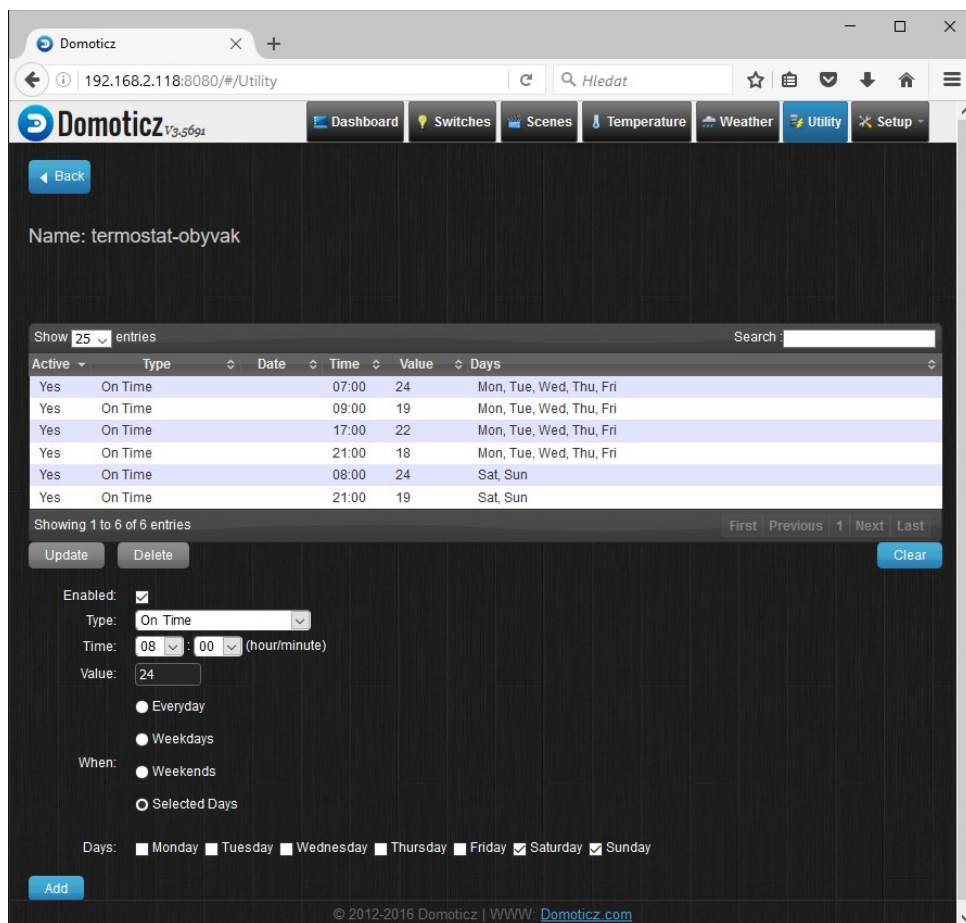 Domoticz
192.168.2.118:8080/#/Utility Hledat
Domoticz V3.5691 Dashboard Switches Scenes Temperature Weather Utility Setup
Back
Name: termostat-obyvak
Show 25 entries Search :
Active Type Date Time Value Days
Yes On Time 07:00 24 Mon, Tue, Wed, Thu, Fri
Yes On Time 09:00 19 Mon, Tue, Wed, Thu, Fri
Yes On Time 17:00 22 Mon, Tue, Wed, Thu, Fri
Yes On Time 21:00 18 Mon, Tue, Wed, Thu, Fri
Yes On Time 08:00 24 Sat, Sun
Yes On Time 21:00 19 Sat, Sun
Showing 1 to 6 of 6 entries First Previous 1 Next Last
Update Delete Clear
Enabled:
Type: On Time
Time: 08 : 00 (hour/minute)
Value: 24
Everyday
Weekdays
When:
Weekends
Selected Days
Days: Monday Tuesday Wednesday Thursday Friday Saturday Sunday
Add
© 2012-2016 Domoticz | WWW: Domoticz.com